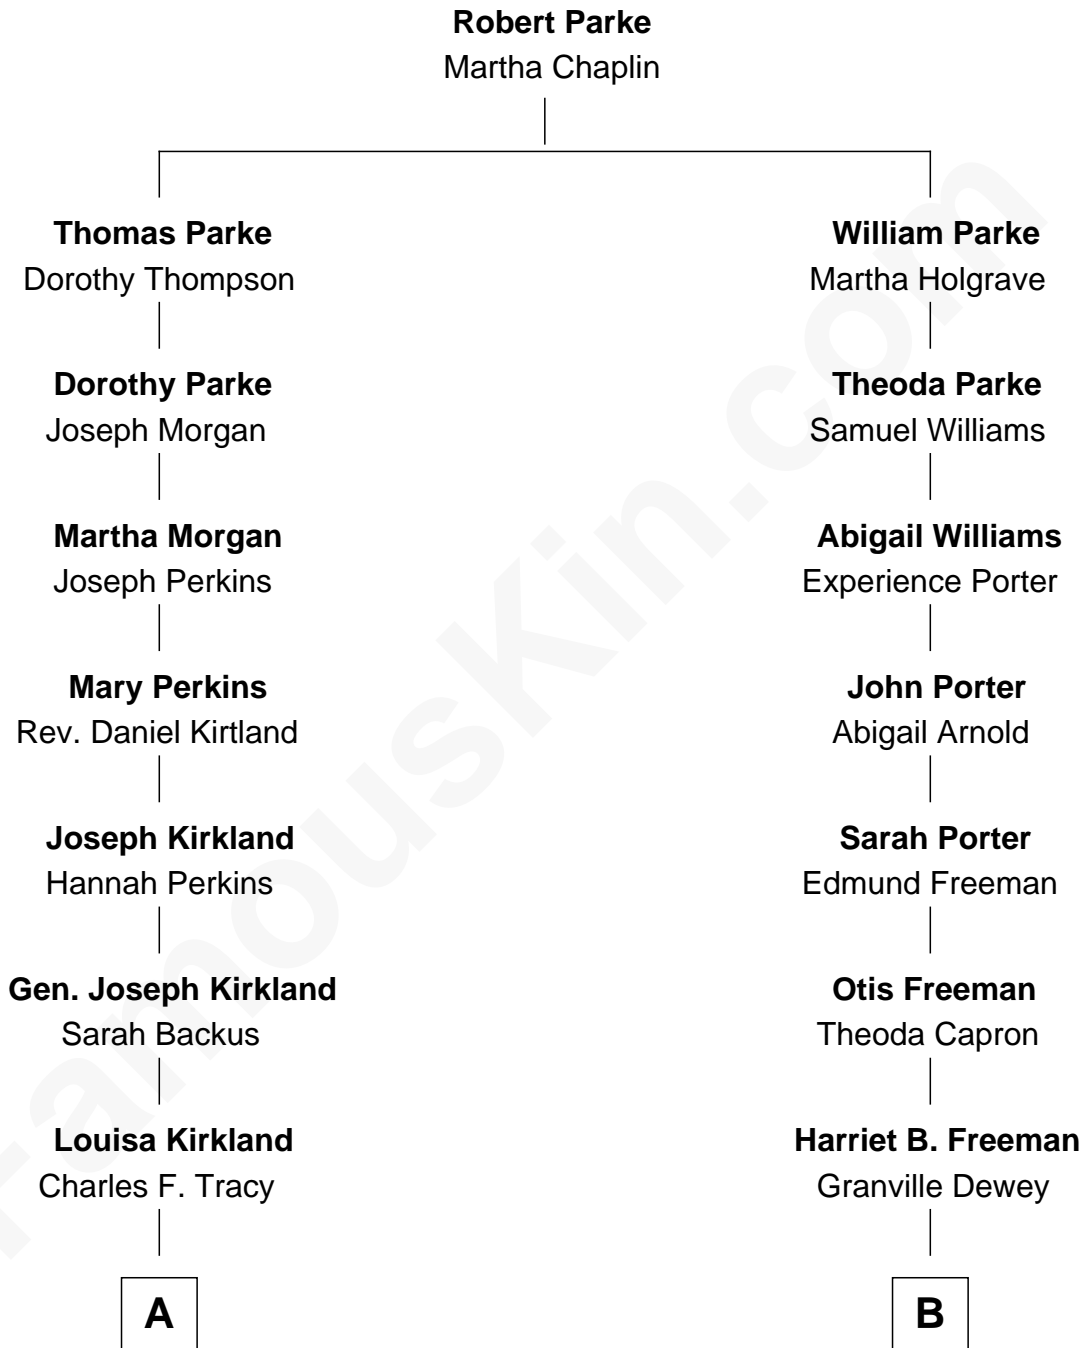 Robert Parke
Martha Chaplin
Thomas Parke
Dorothy Thompson
William Parke
Martha Holgrave
Dorothy Parke
Joseph Morgan
Theoda Parke
Samuel Williams
Martha Morgan
Joseph Perkins
Abigail Williams
Experience Porter
Mary Perkins
Rev. Daniel Kirtland
John Porter
Abigail Arnold
Joseph Kirkland
Hannah Perkins
Sarah Porter
Edmund Freeman
Gen. Joseph Kirkland
Sarah Backus
Otis Freeman
Theoda Capron
Louisa Kirkland
Charles F. Tracy
Harriet B. Freeman
Granville Dewey
A
B
FamousKin.com